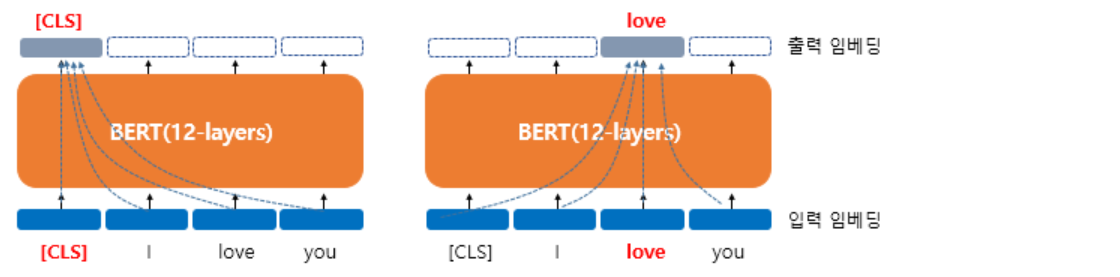 [CLS] love
출력 임베딩
BERT(12-layers) BERT(12-layers)
입력 임베딩
[CLS] I love you [CLS] I love you